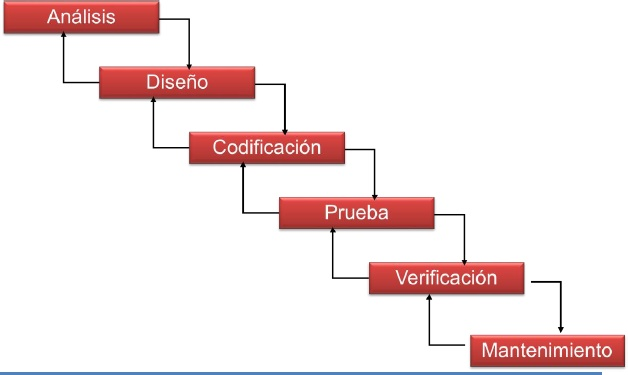 Análisis
Diseño
Codificación
Prueba
Verificación
Mantenimiento